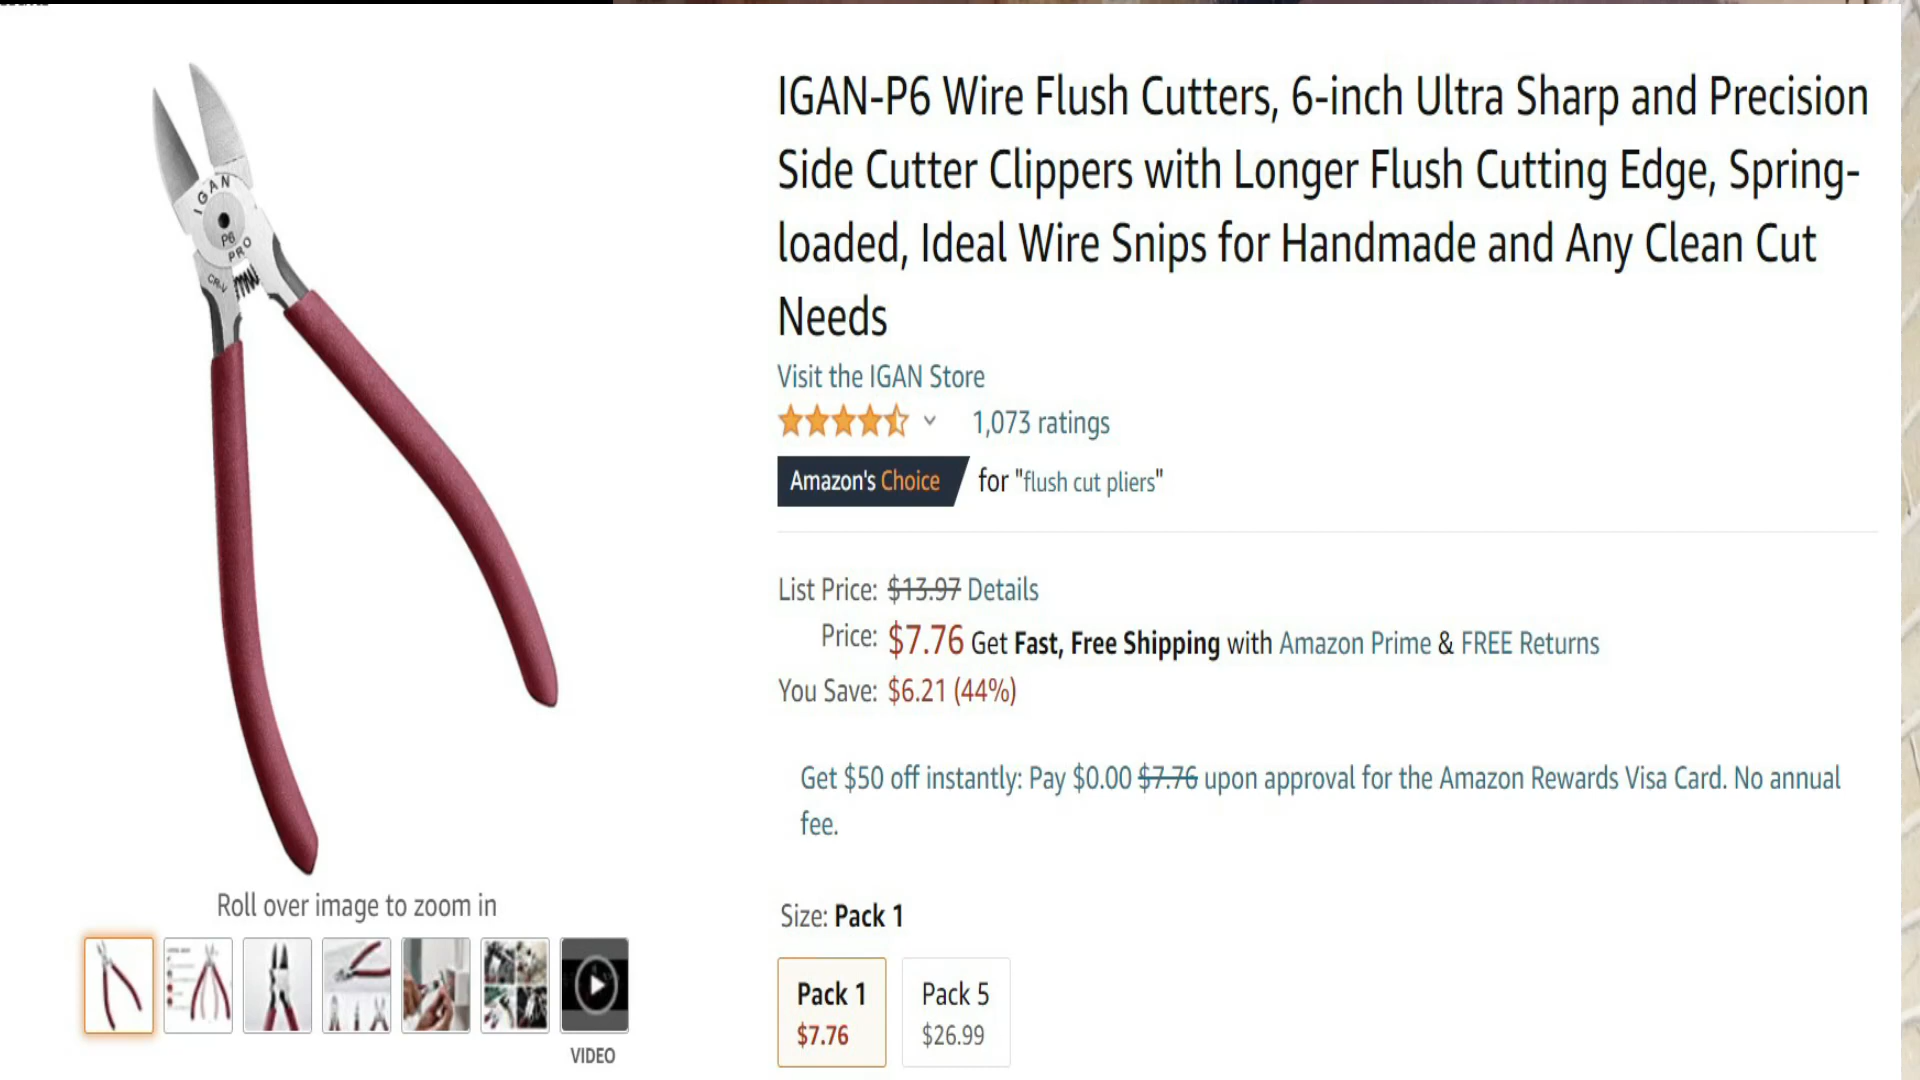 IGAN
P6
PRO
CR-V
Roll over image to zoom in
VIDEO
IGAN-P6 Wire Flush Cutters, 6-inch Ultra Sharp and Precision
Side Cutter Clippers with Longer Flush Cutting Edge, Spring-
loaded, Ideal Wire Snips for Handmade and Any Clean Cut
Needs
Visit the IGAN Store
1,073 ratings
Amazon's Choice for "flush cut pliers"
List Price: $13.97 Details
Price: $7.76 Get Fast, Free Shipping with Amazon Prime & FREE Returns
You Save: $6.21 (44%)
Get $50 off instantly: Pay $0.00 $7.76 upon approval for the Amazon Rewards Visa Card. No annual
fee.
Size: Pack 1
Pack 1 Pack 5
$7.76 $26.99